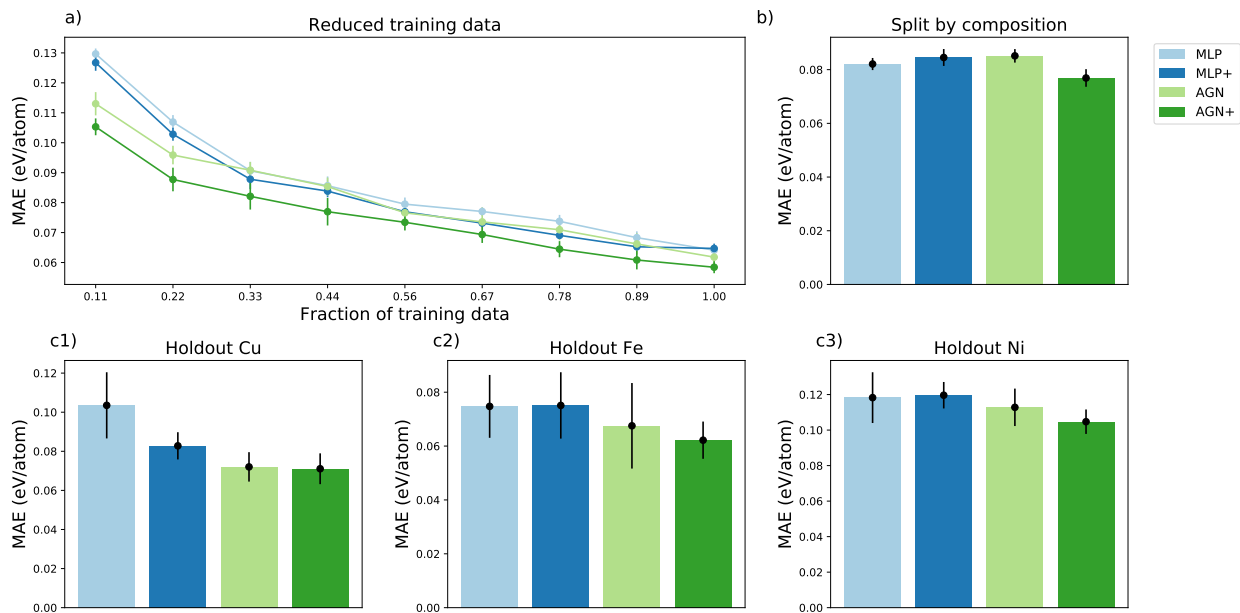 a)
Reduced training data
MAE (eV/atom)
0.13
0.12
0.11
0.10
0.09
0.08
0.07
0.06
0.11 0.22 0.33 0.44 0.56 0.67 0.78 0.89 1.00
Fraction of training data
b)
Split by composition
MAE (eV/atom)
0.08
0.06
0.04
0.02
0.00
MLP
MLP+
AGN
AGN+
c1)
Holdout Cu
MAE (eV/atom)
0.12
0.10
0.08
0.06
0.04
0.02
0.00
c2)
Holdout Fe
MAE (eV/atom)
0.08
0.06
0.04
0.02
0.00
c3)
Holdout Ni
MAE (eV/atom)
0.12
0.10
0.08
0.06
0.04
0.02
0.00